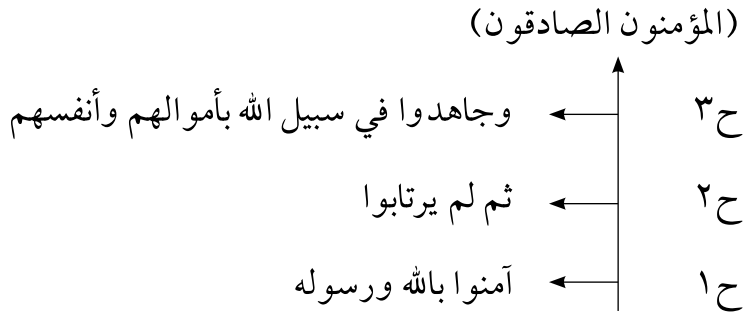 (المؤمنون الصادقون)
ح٣ وجاهدوا في سبيل الله بأموالهم وأنفسهم
ح٢ ثم لم يرتابوا
ح١ آمنوا بالله ورسوله